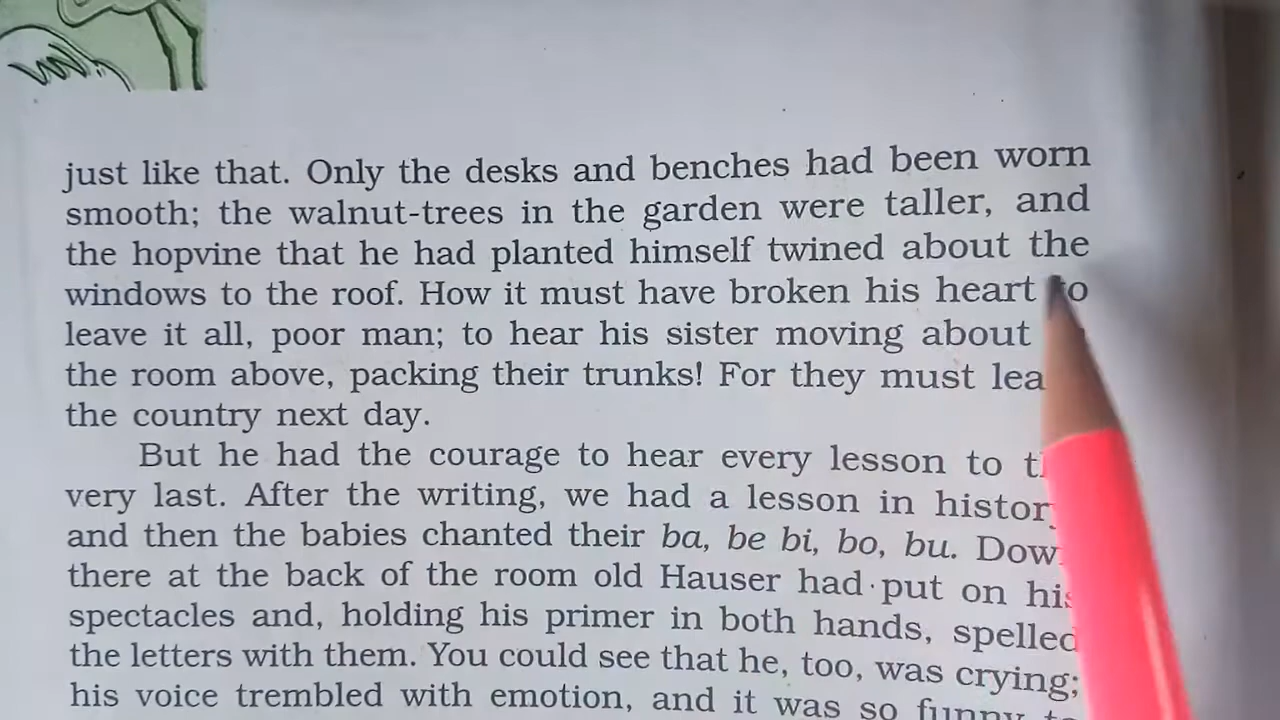 just like that. Only the desks and benches had been worn
smooth; the walnut-trees in the garden were taller, and
the hopvine that he had planted himself twined about the
windows to the roof. How it must have broken his heart to
leave it all, poor man; to hear his sister moving about
the room above, packing their trunks! For they must
the country next day.
But he had the courage to hear every lesson to
very last. After the writing, we had a lesson in
and then the babies chanted their ba, be bi, bo, bu.
there at the back of the room old Hauser had put on his
spectacles and, holding his primer in both hands, spelled
the letters with them. You could see that he, too, was crying;
his voice trembled with emotion, and it was so funny to